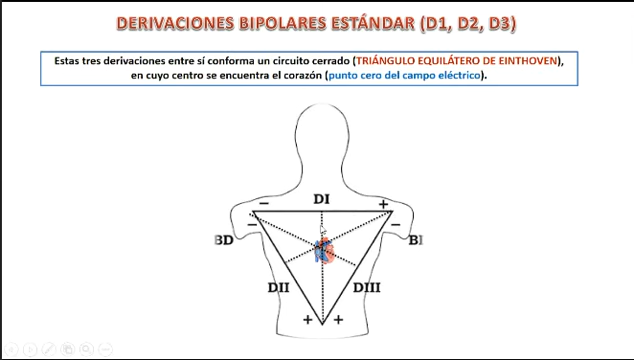 DERIVACIONES BIPOLARES ESTÁNDAR (D1, D2, D3)
Estas tres derivaciones entre sí conforma un circuito cerrado (TRIÁNGULO EQUILÁTERO DE EINTHOVEN),
en cuyo centro se encuentra el corazón (punto cero del campo eléctrico).
− DI +
− −
BD BI
DII DIII
+ +